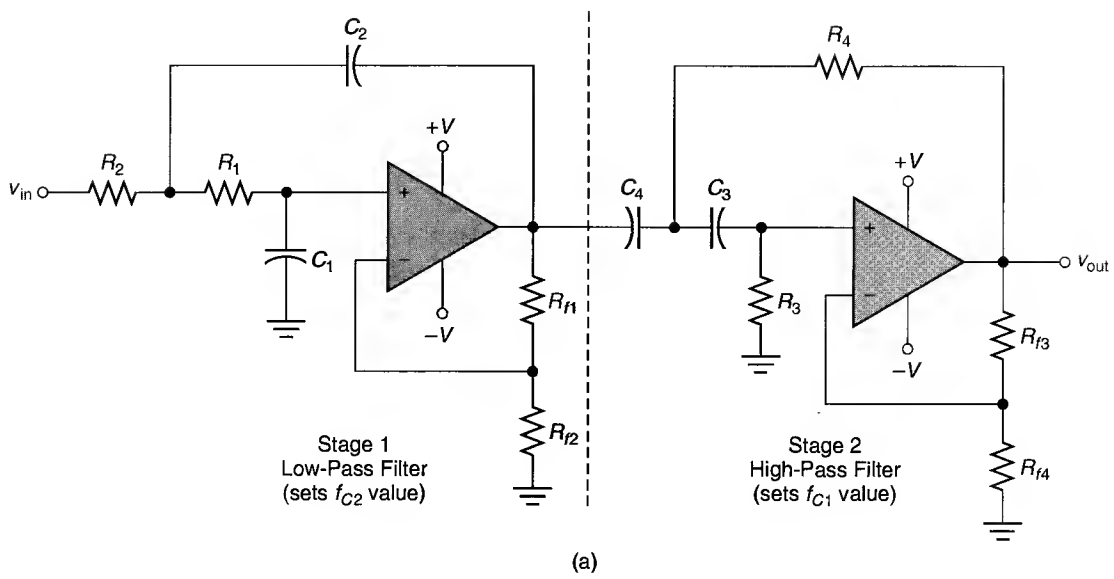 C2
R4
+V
+V
R2
R1
C4
C3
vin
+
+
C1
−
vout
R3
−
Rf1
Rf3
−V
−V
Rf2
Stage 1
Low-Pass Filter
(sets fC2 value)
Stage 2
High-Pass Filter
(sets fC1 value)
Rf4
(a)